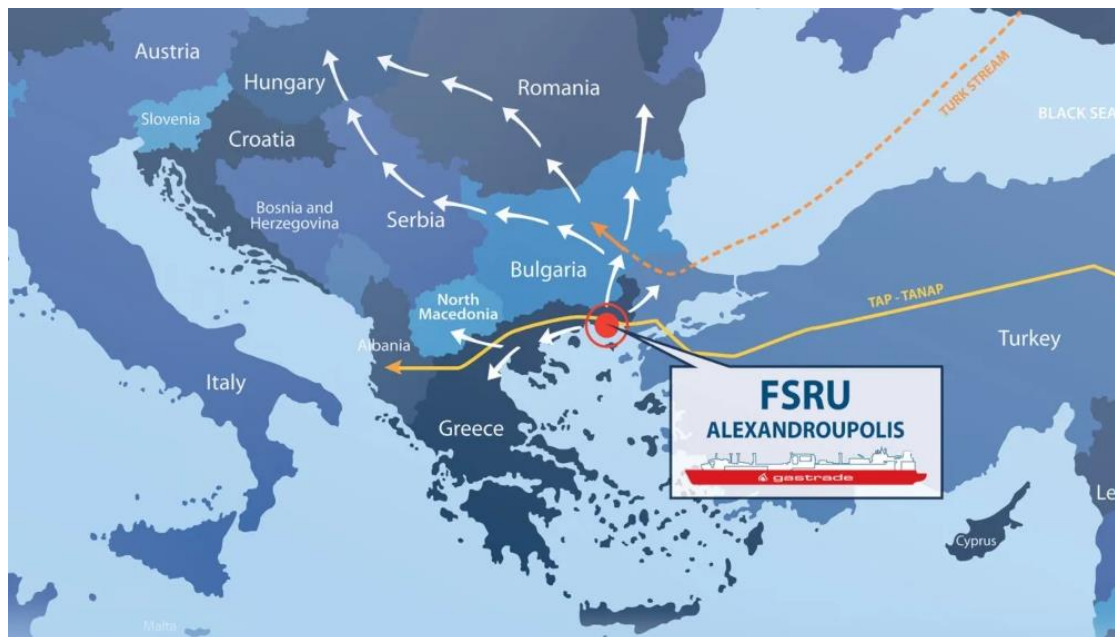 Austria
Hungary
Romania
Slovenia
Croatia
TURK STREAM
BLACK SEA
Bosnia and
Herzegovina
Serbia
Bulgaria
North
Macedonia
TAP - TANAP
Albania
Turkey
Italy
Greece
FSRU
ALEXANDROUPOLIS
gastrade
Le
Cyprus
Malta